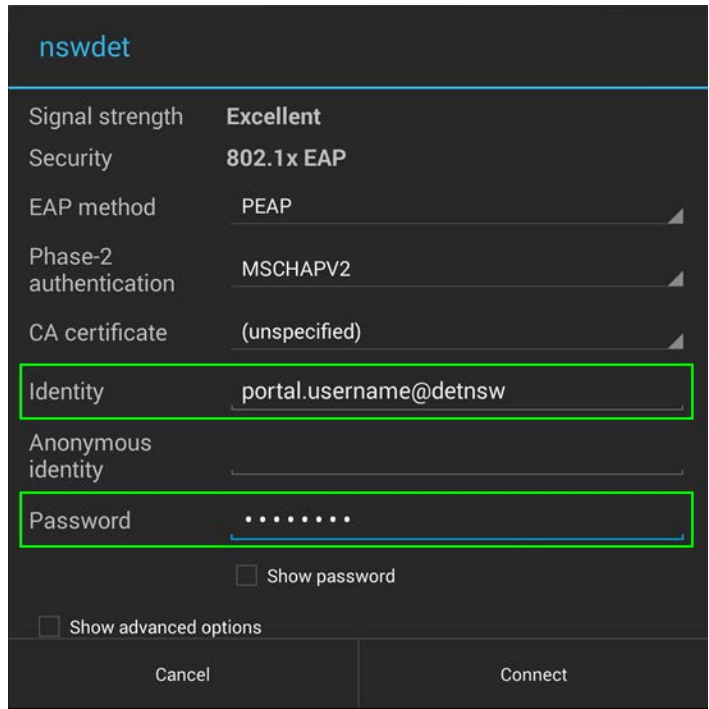 nswdet
Signal strength Excellent
Security 802.1x EAP
EAP method PEAP
Phase-2
authentication MSCHAPV2
CA certificate (unspecified)
Identity portal.username@detnsw
Anonymous
identity
Password ••••••••
Show password
Show advanced options
Cancel Connect